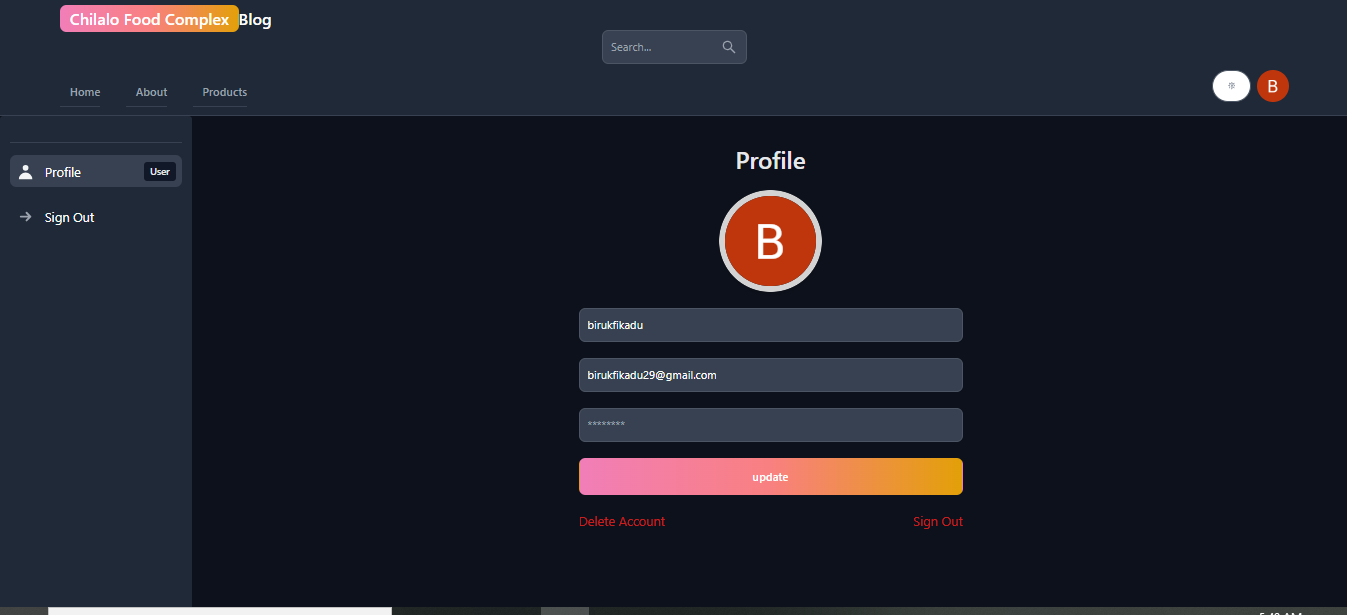 Chilalo Food Complex Blog
Search...
Home About Products
B
Profile User
Sign Out
Profile
B
birukfikadu
birukfikadu29@gmail.com
********
update
Delete Account Sign Out